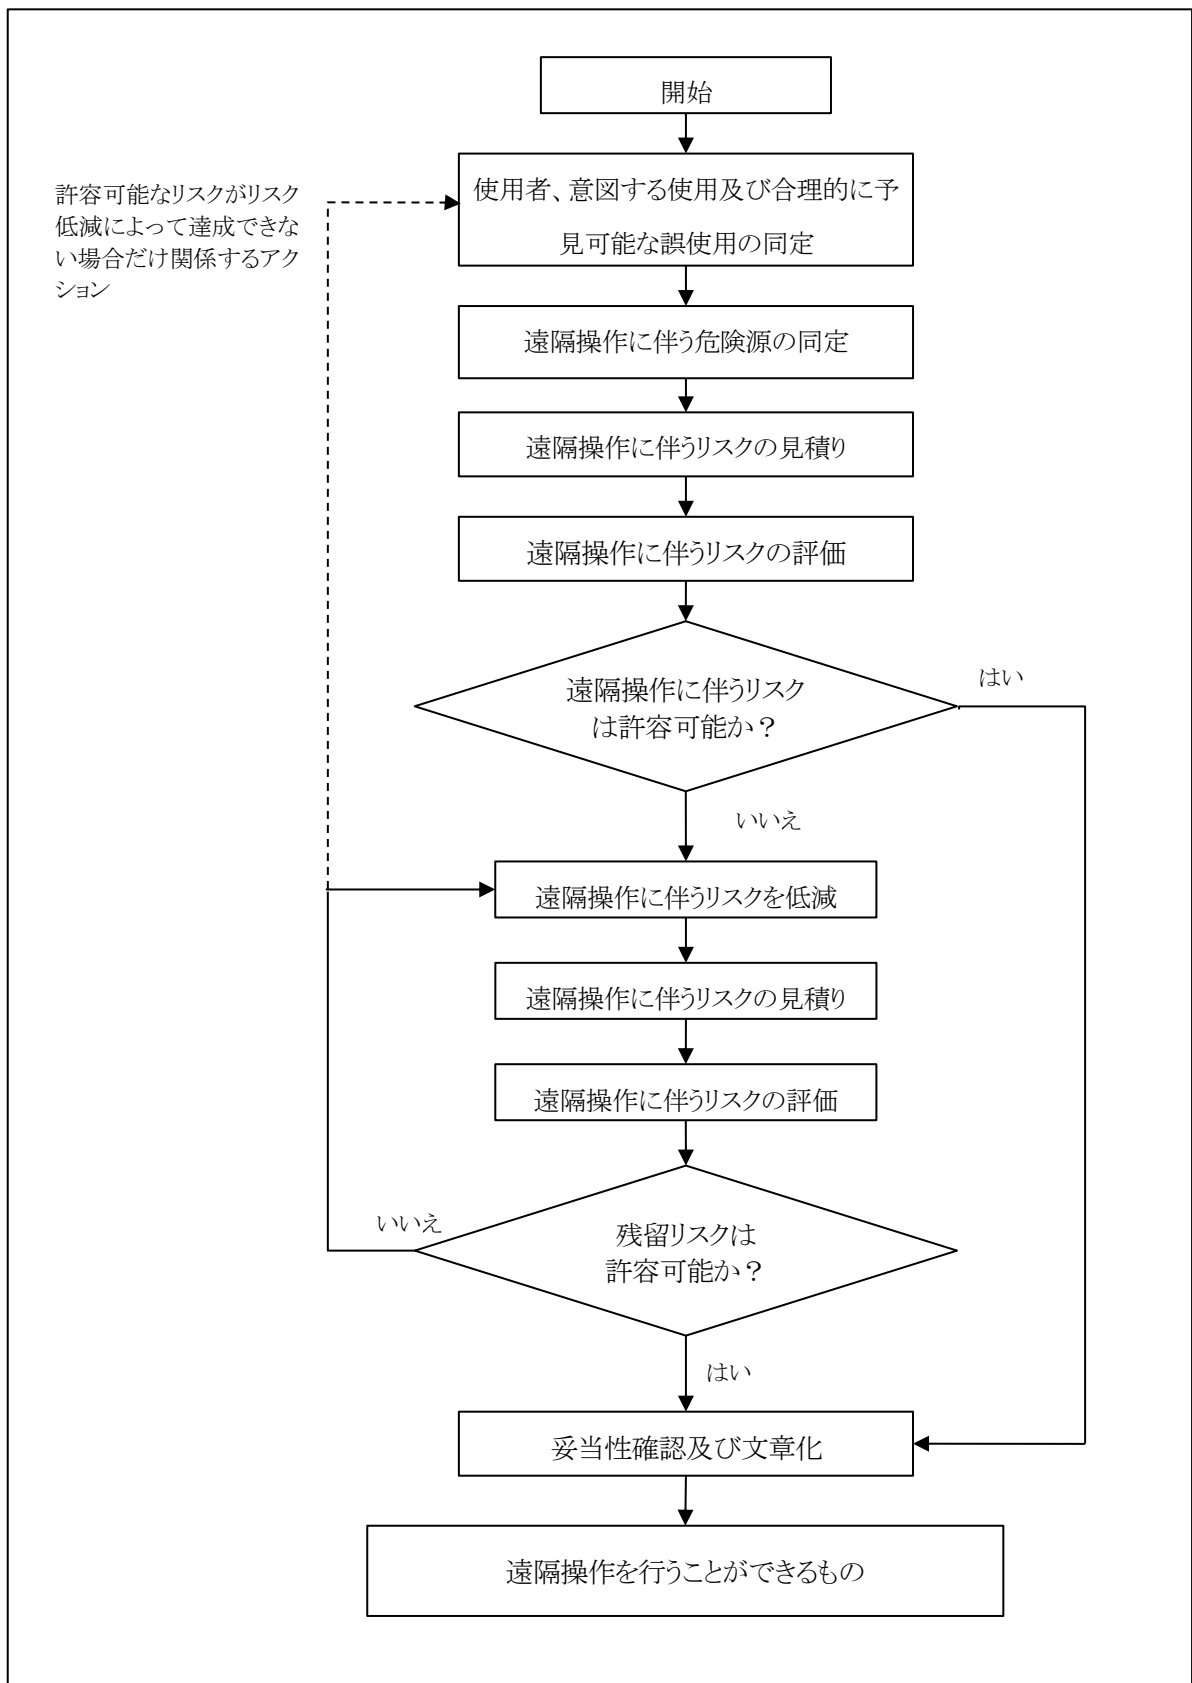 開始
使用者、意図する使用及び合理的に予
見可能な誤使用の同定
許容可能なリスクがリスク
低減によって達成できな
い場合だけ関係するアク
ション
遠隔操作に伴う危険源の同定
遠隔操作に伴うリスクの見積り
遠隔操作に伴うリスクの評価
遠隔操作に伴うリスク
は許容可能か？
はい
いいえ
遠隔操作に伴うリスクを低減
遠隔操作に伴うリスクの見積り
遠隔操作に伴うリスクの評価
いいえ
残留リスクは
許容可能か？
はい
妥当性確認及び文章化
遠隔操作を行うことができるもの